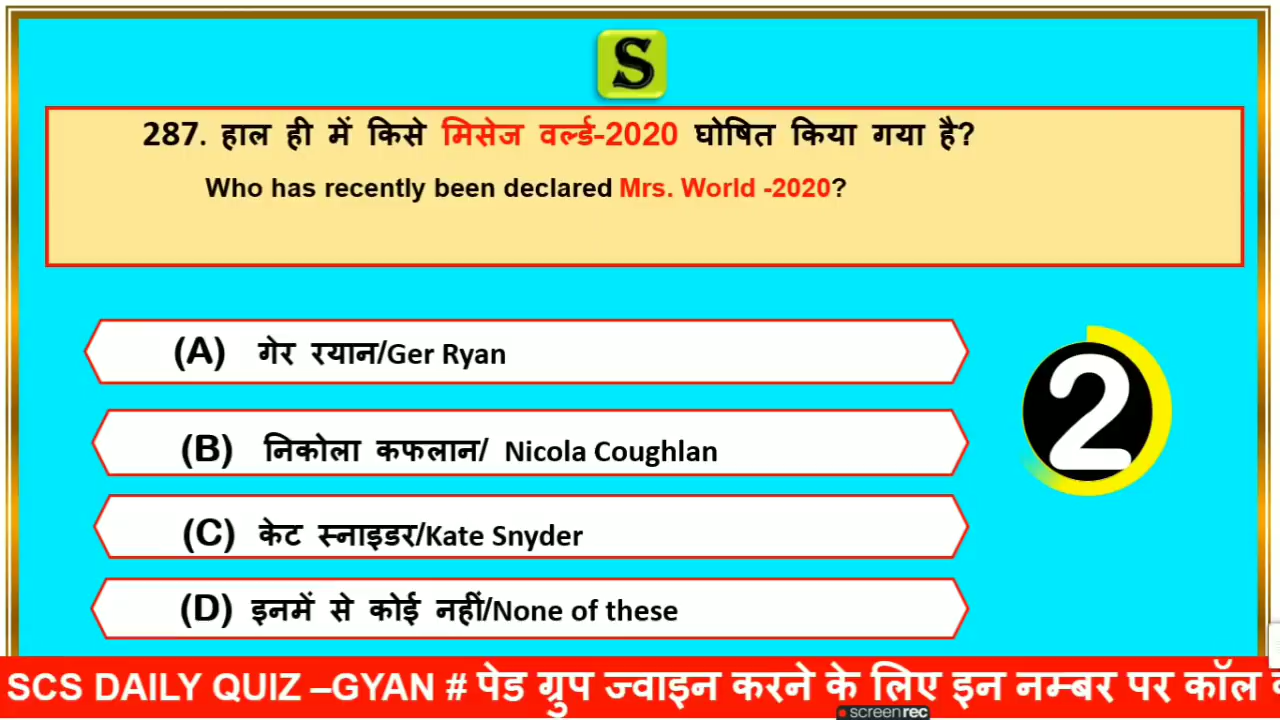 S
287. हाल ही में किसे मिसेज वर्ल्ड-2020 घोषित किया गया है?
Who has recently been declared Mrs. World -2020?
(A) गेर रयान/Ger Ryan
(B) निकोला कफलान/ Nicola Coughlan
2
(C) केट स्नाइडर/Kate Snyder
(D) इनमें से कोई नहीं/None of these
SCS DAILY QUIZ –GYAN # पेड ग्रुप ज्वाइन करने के लिए इन नम्बर पर कॉल
screenrec